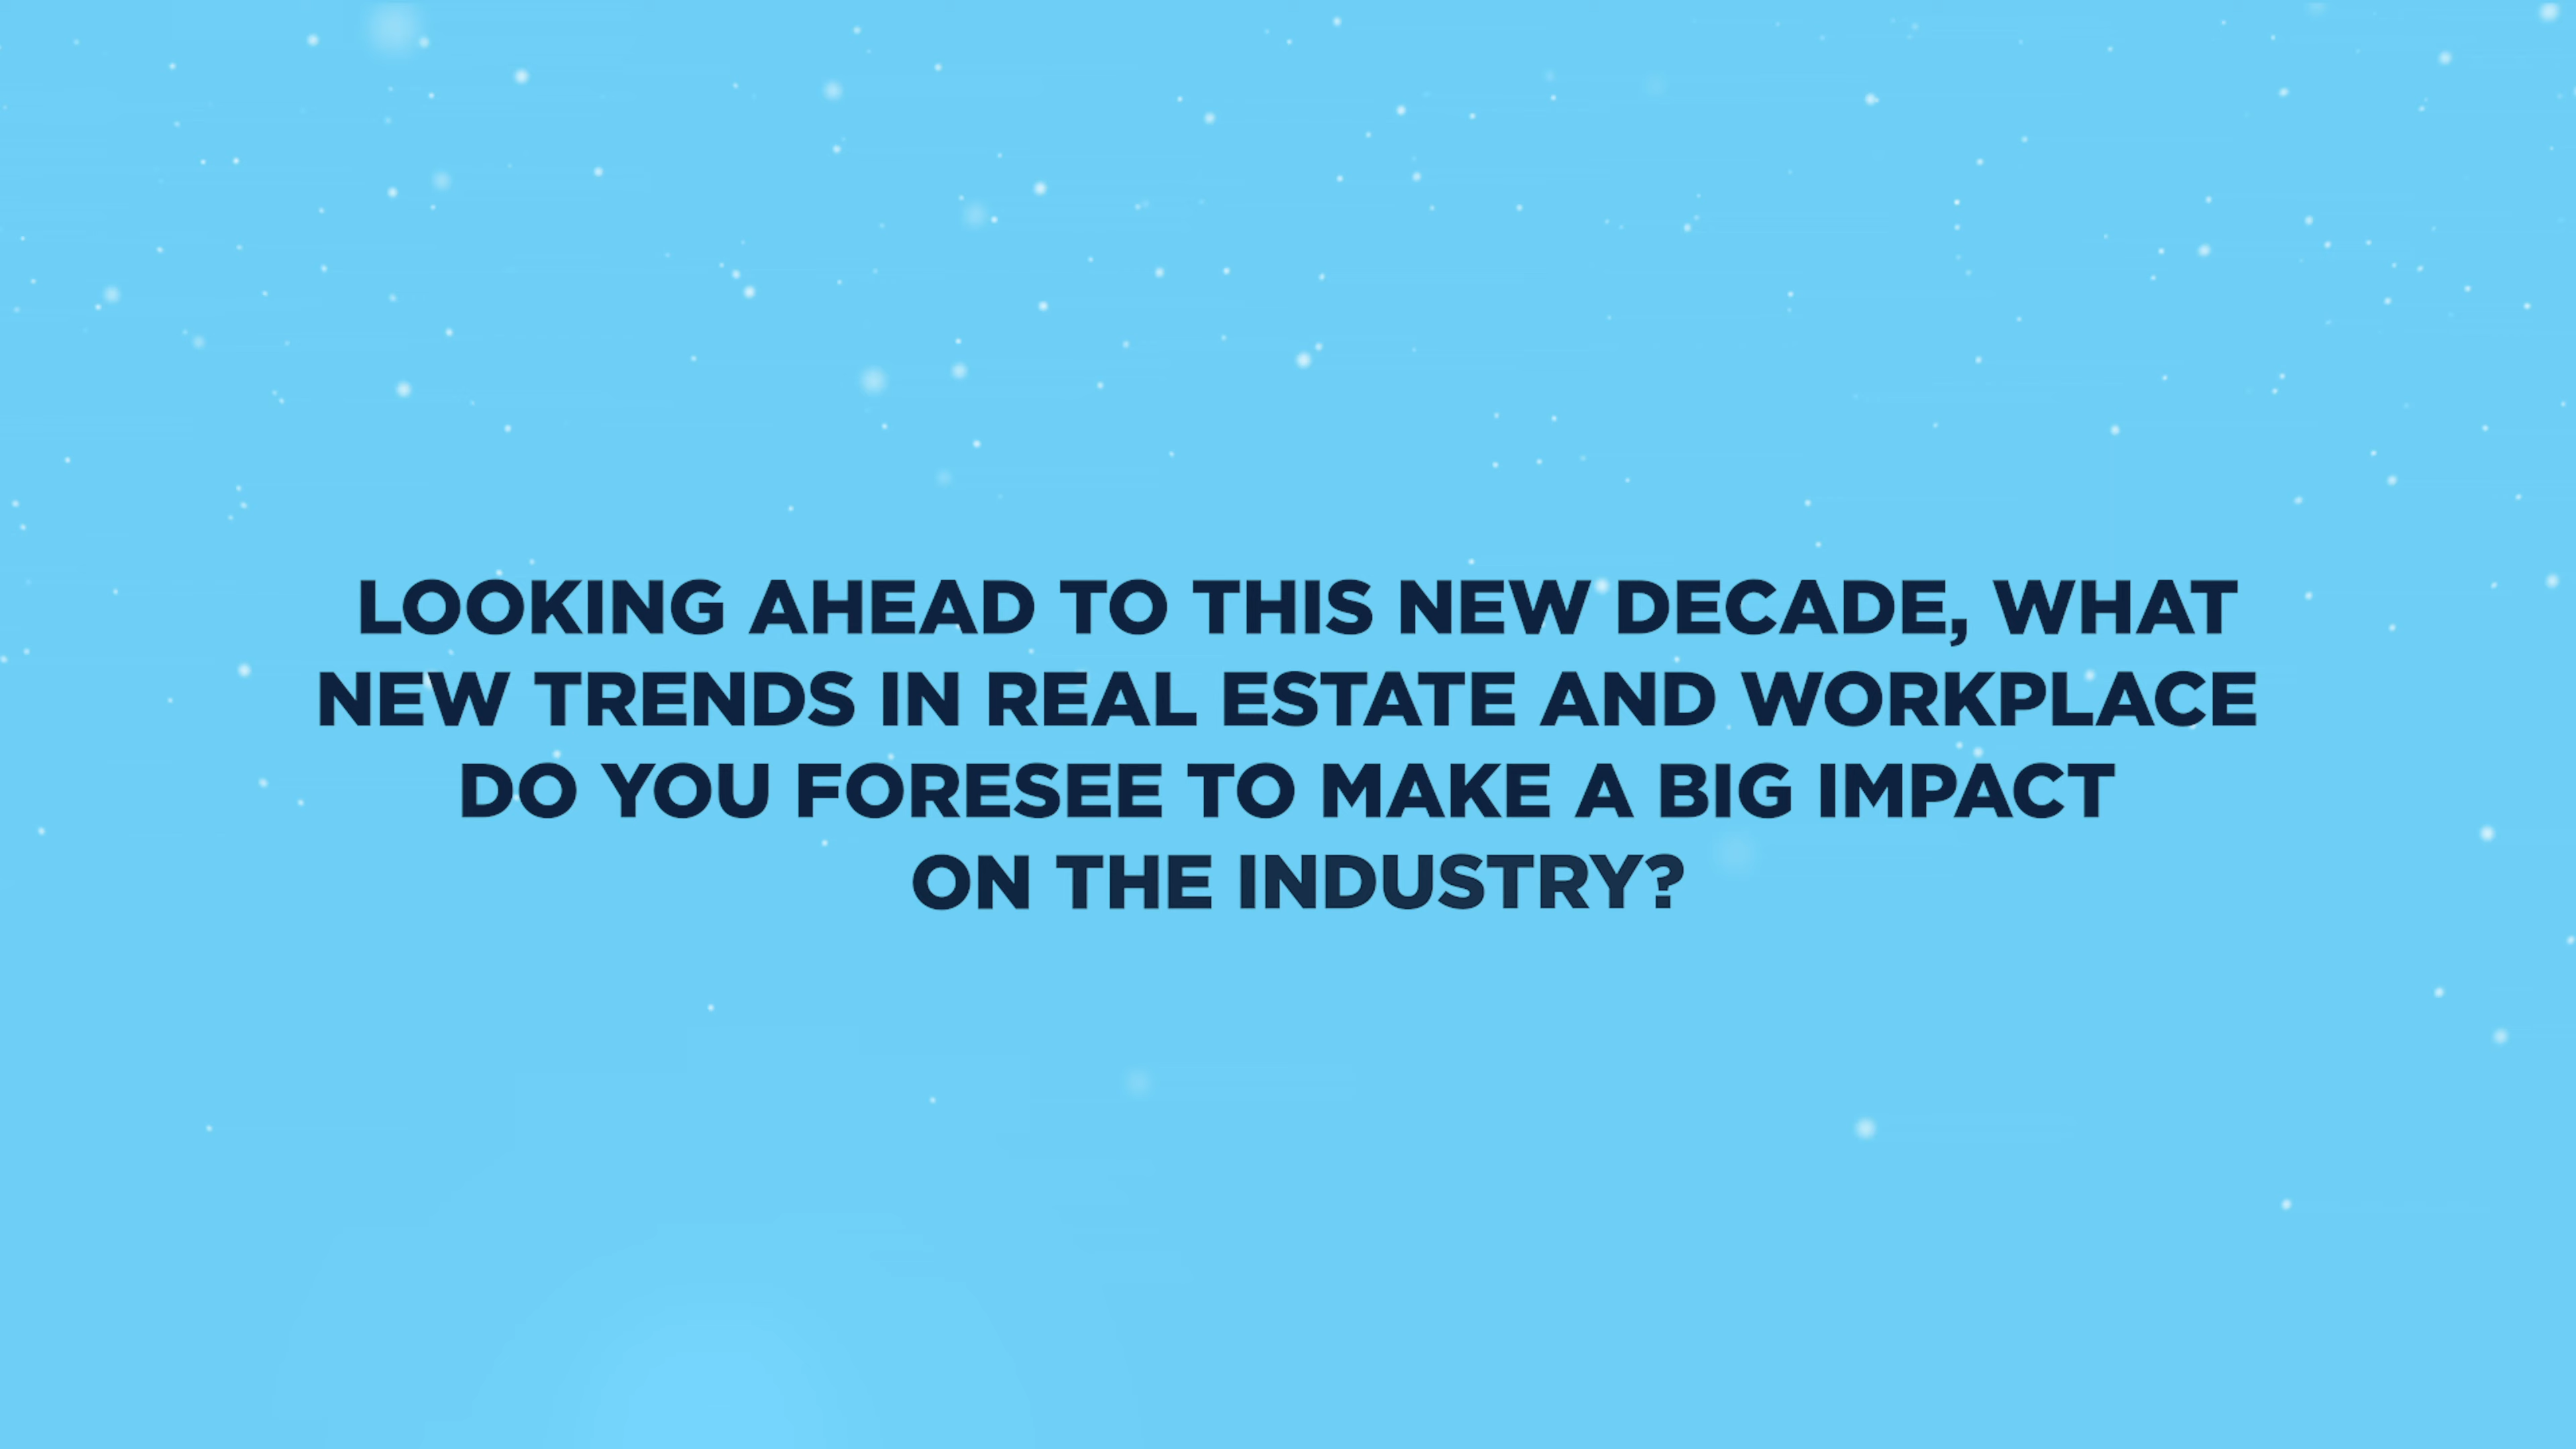 LOOKING AHEAD TO THIS NEW DECADE, WHAT
NEW TRENDS IN REAL ESTATE AND WORKPLACE
DO YOU FORESEE TO MAKE A BIG IMPACT
ON THE INDUSTRY?